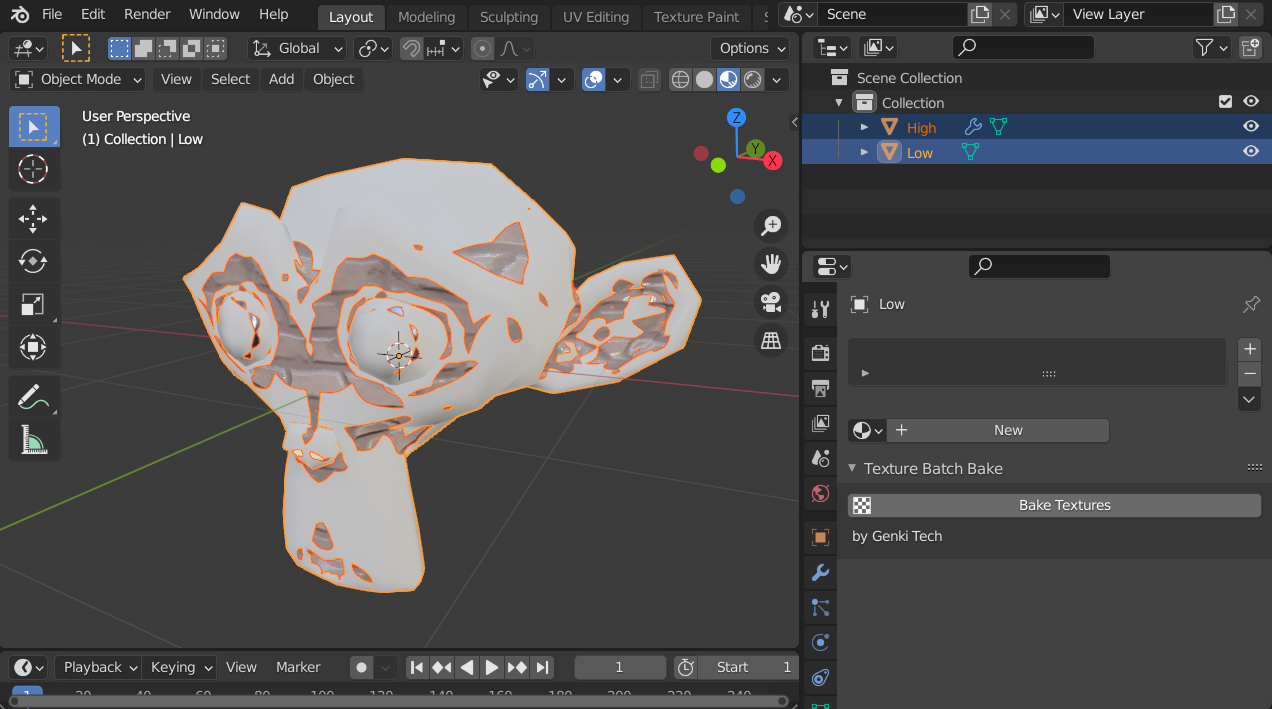 File Edit Render Window Help Layout Modeling Sculpting UV Editing Texture Paint Scene View Layer
Global Options
Object Mode View Select Add Object
User Perspective
(1) Collection | Low
Z
Y
X
Scene Collection
Collection
High
Low
Low
New
Texture Batch Bake
Bake Textures
by Genki Tech
Playback Keying View Marker 1 Start 1
1 20 40 60 80 100 120 140 160 180 200 220 240